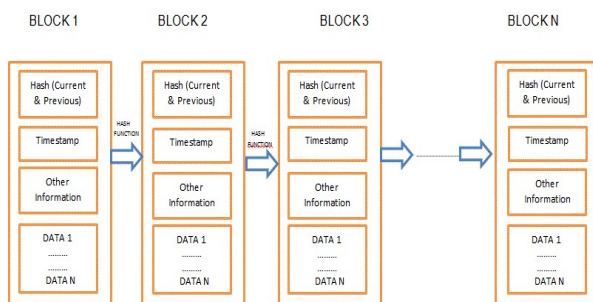 BLOCK 1
BLOCK 2
BLOCK 3
BLOCK N
Hash (Current
& Previous)
Timestamp
Other
Information
DATA 1
.........
.........
DATA N
HASH
FUNCTION
Hash (Current
& Previous)
Timestamp
Other
Information
DATA 1
.........
.........
DATA N
HASH
FUNCTION
Hash (Current
& Previous)
Timestamp
Other
Information
DATA 1
.........
.........
DATA N
....................
Hash (Current
& Previous)
Timestamp
Other
Information
DATA 1
.........
.........
DATA N